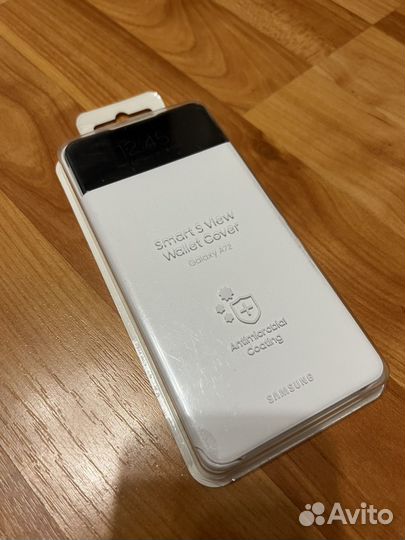 12:45
Smart S View
Wallet Cover
Galaxy A72
Antimicrobial
Coating
SAMSUNG
Avito